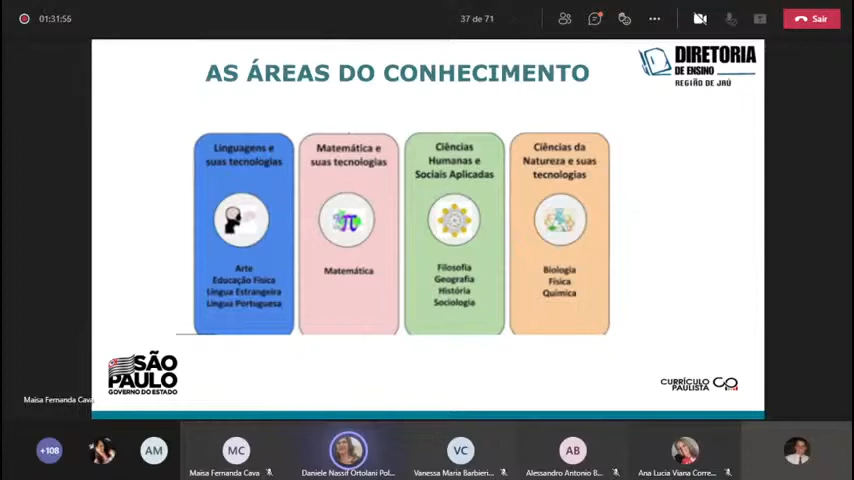 01:31:55
37 de 71
Sair
AS ÁREAS DO CONHECIMENTO
DIRETORIA
DE ENSINO
REGIÃO DE JAÚ
Linguagens e
suas tecnologias
Arte
Educação Física
Língua Estrangeira
Língua Portuguesa
Matemática e
suas tecnologias
Matemática
Ciências
Humanas e
Sociais Aplicadas
Filosofia
Geografia
História
Sociologia
Ciências da
Natureza e suas
tecnologias
Biologia
Física
Química
SÃO
PAULO
GOVERNO DO ESTADO
CURRÍCULO
PAULISTA
Maisa Fernanda Cava
+108
AM
MC
Maisa Fernanda Cava
Daniele Nassif Ortolani Pol...
VC
Vanessa Maria Barbieri...
AB
Alessandro Antonio B...
Ana Lucia Viana Corre...